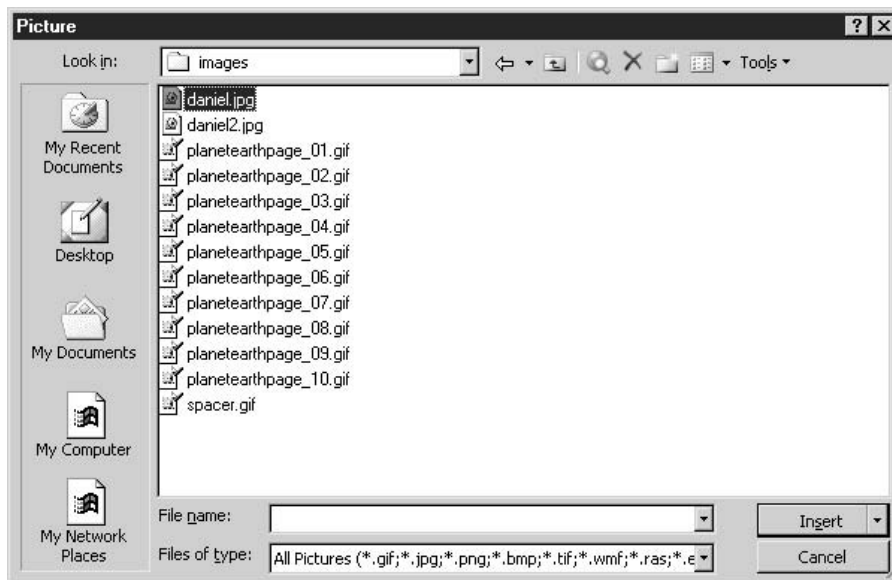 Picture
Look in:
images
Tools
My Recent
Documents
Desktop
My Documents
My Computer
My Network
Places
daniel.jpg
daniel2.jpg
planetearthpage_01.gif
planetearthpage_02.gif
planetearthpage_03.gif
planetearthpage_04.gif
planetearthpage_05.gif
planetearthpage_06.gif
planetearthpage_07.gif
planetearthpage_08.gif
planetearthpage_09.gif
planetearthpage_10.gif
spacer.gif
File name:
Insert
Files of type:
All Pictures (*.gif;*.jpg;*.png;*.bmp;*.tif;*.wmf;*.ras;*.e
Cancel